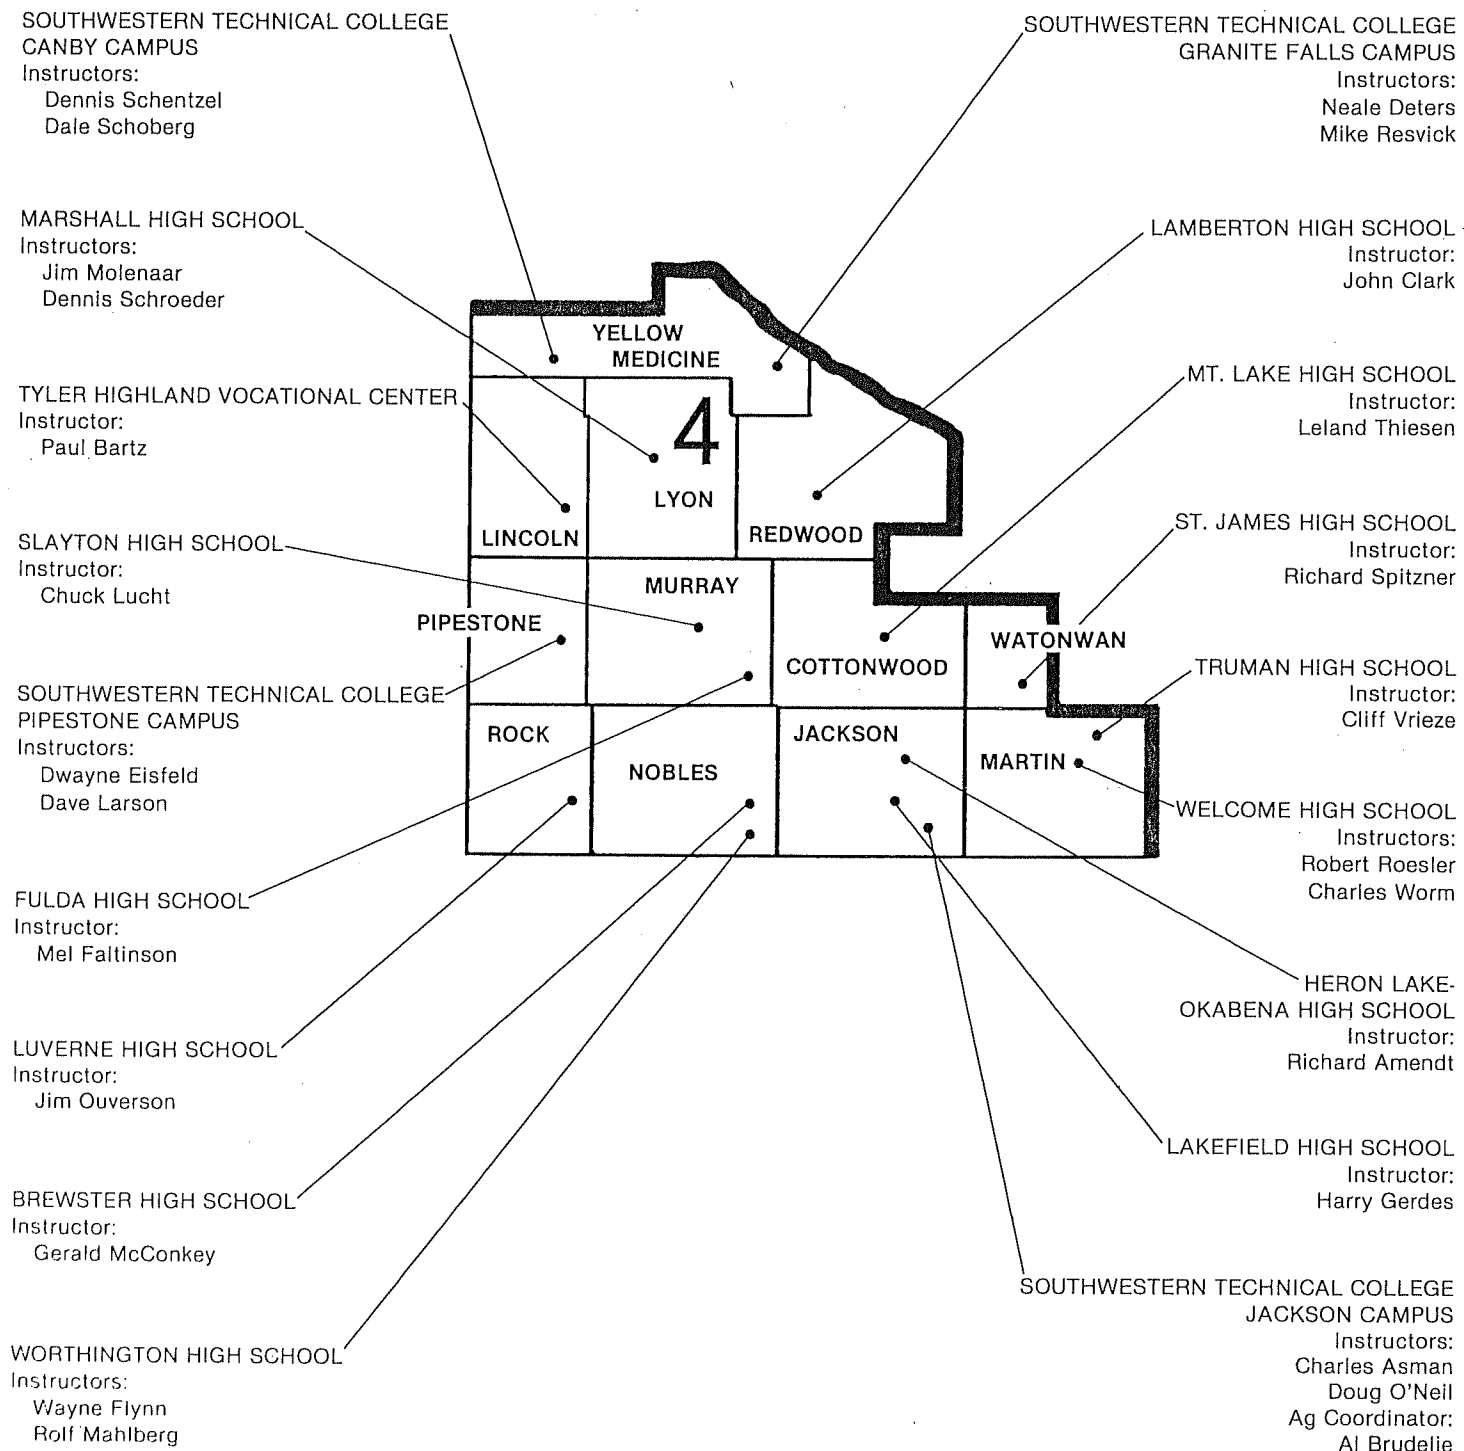 SOUTHWESTERN TECHNICAL COLLEGE
CANBY CAMPUS
Instructors:
Dennis Schentzel
Dale Schoberg
MARSHALL HIGH SCHOOL
Instructors:
Jim Molenaar
Dennis Schroeder
TYLER HIGHLAND VOCATIONAL CENTER
Instructor:
Paul Bartz
SLAYTON HIGH SCHOOL
Instructor:
Chuck Lucht
SOUTHWESTERN TECHNICAL COLLEGE
PIPESTONE CAMPUS
Instructors:
Dwayne Eisfeld
Dave Larson
FULDA HIGH SCHOOL
Instructor:
Mel Faltinson
LUVERNE HIGH SCHOOL
Instructor:
Jim Ouverson
BREWSTER HIGH SCHOOL
Instructor:
Gerald McConkey
WORTHINGTON HIGH SCHOOL
Instructors:
Wayne Flynn
Rolf Mahlberg
YELLOW
MEDICINE
4
LYON
LINCOLN
REDWOOD
MURRAY
PIPESTONE
COTTONWOOD
WATONWAN
ROCK
NOBLES
JACKSON
MARTIN
SOUTHWESTERN TECHNICAL COLLEGE
GRANITE FALLS CAMPUS
Instructors:
Neale Deters
Mike Resvick
LAMBERTON HIGH SCHOOL
Instructor:
John Clark
MT. LAKE HIGH SCHOOL
Instructor:
Leland Thiesen
ST. JAMES HIGH SCHOOL
Instructor:
Richard Spitzner
TRUMAN HIGH SCHOOL
Instructor:
Cliff Vrieze
WELCOME HIGH SCHOOL
Instructors:
Robert Roesler
Charles Worm
HERON LAKE-
OKABENA HIGH SCHOOL
Instructor:
Richard Amendt
LAKEFIELD HIGH SCHOOL
Instructor:
Harry Gerdes
SOUTHWESTERN TECHNICAL COLLEGE
JACKSON CAMPUS
Instructors:
Charles Asman
Doug O'Neil
Ag Coordinator:
Al Brudelie